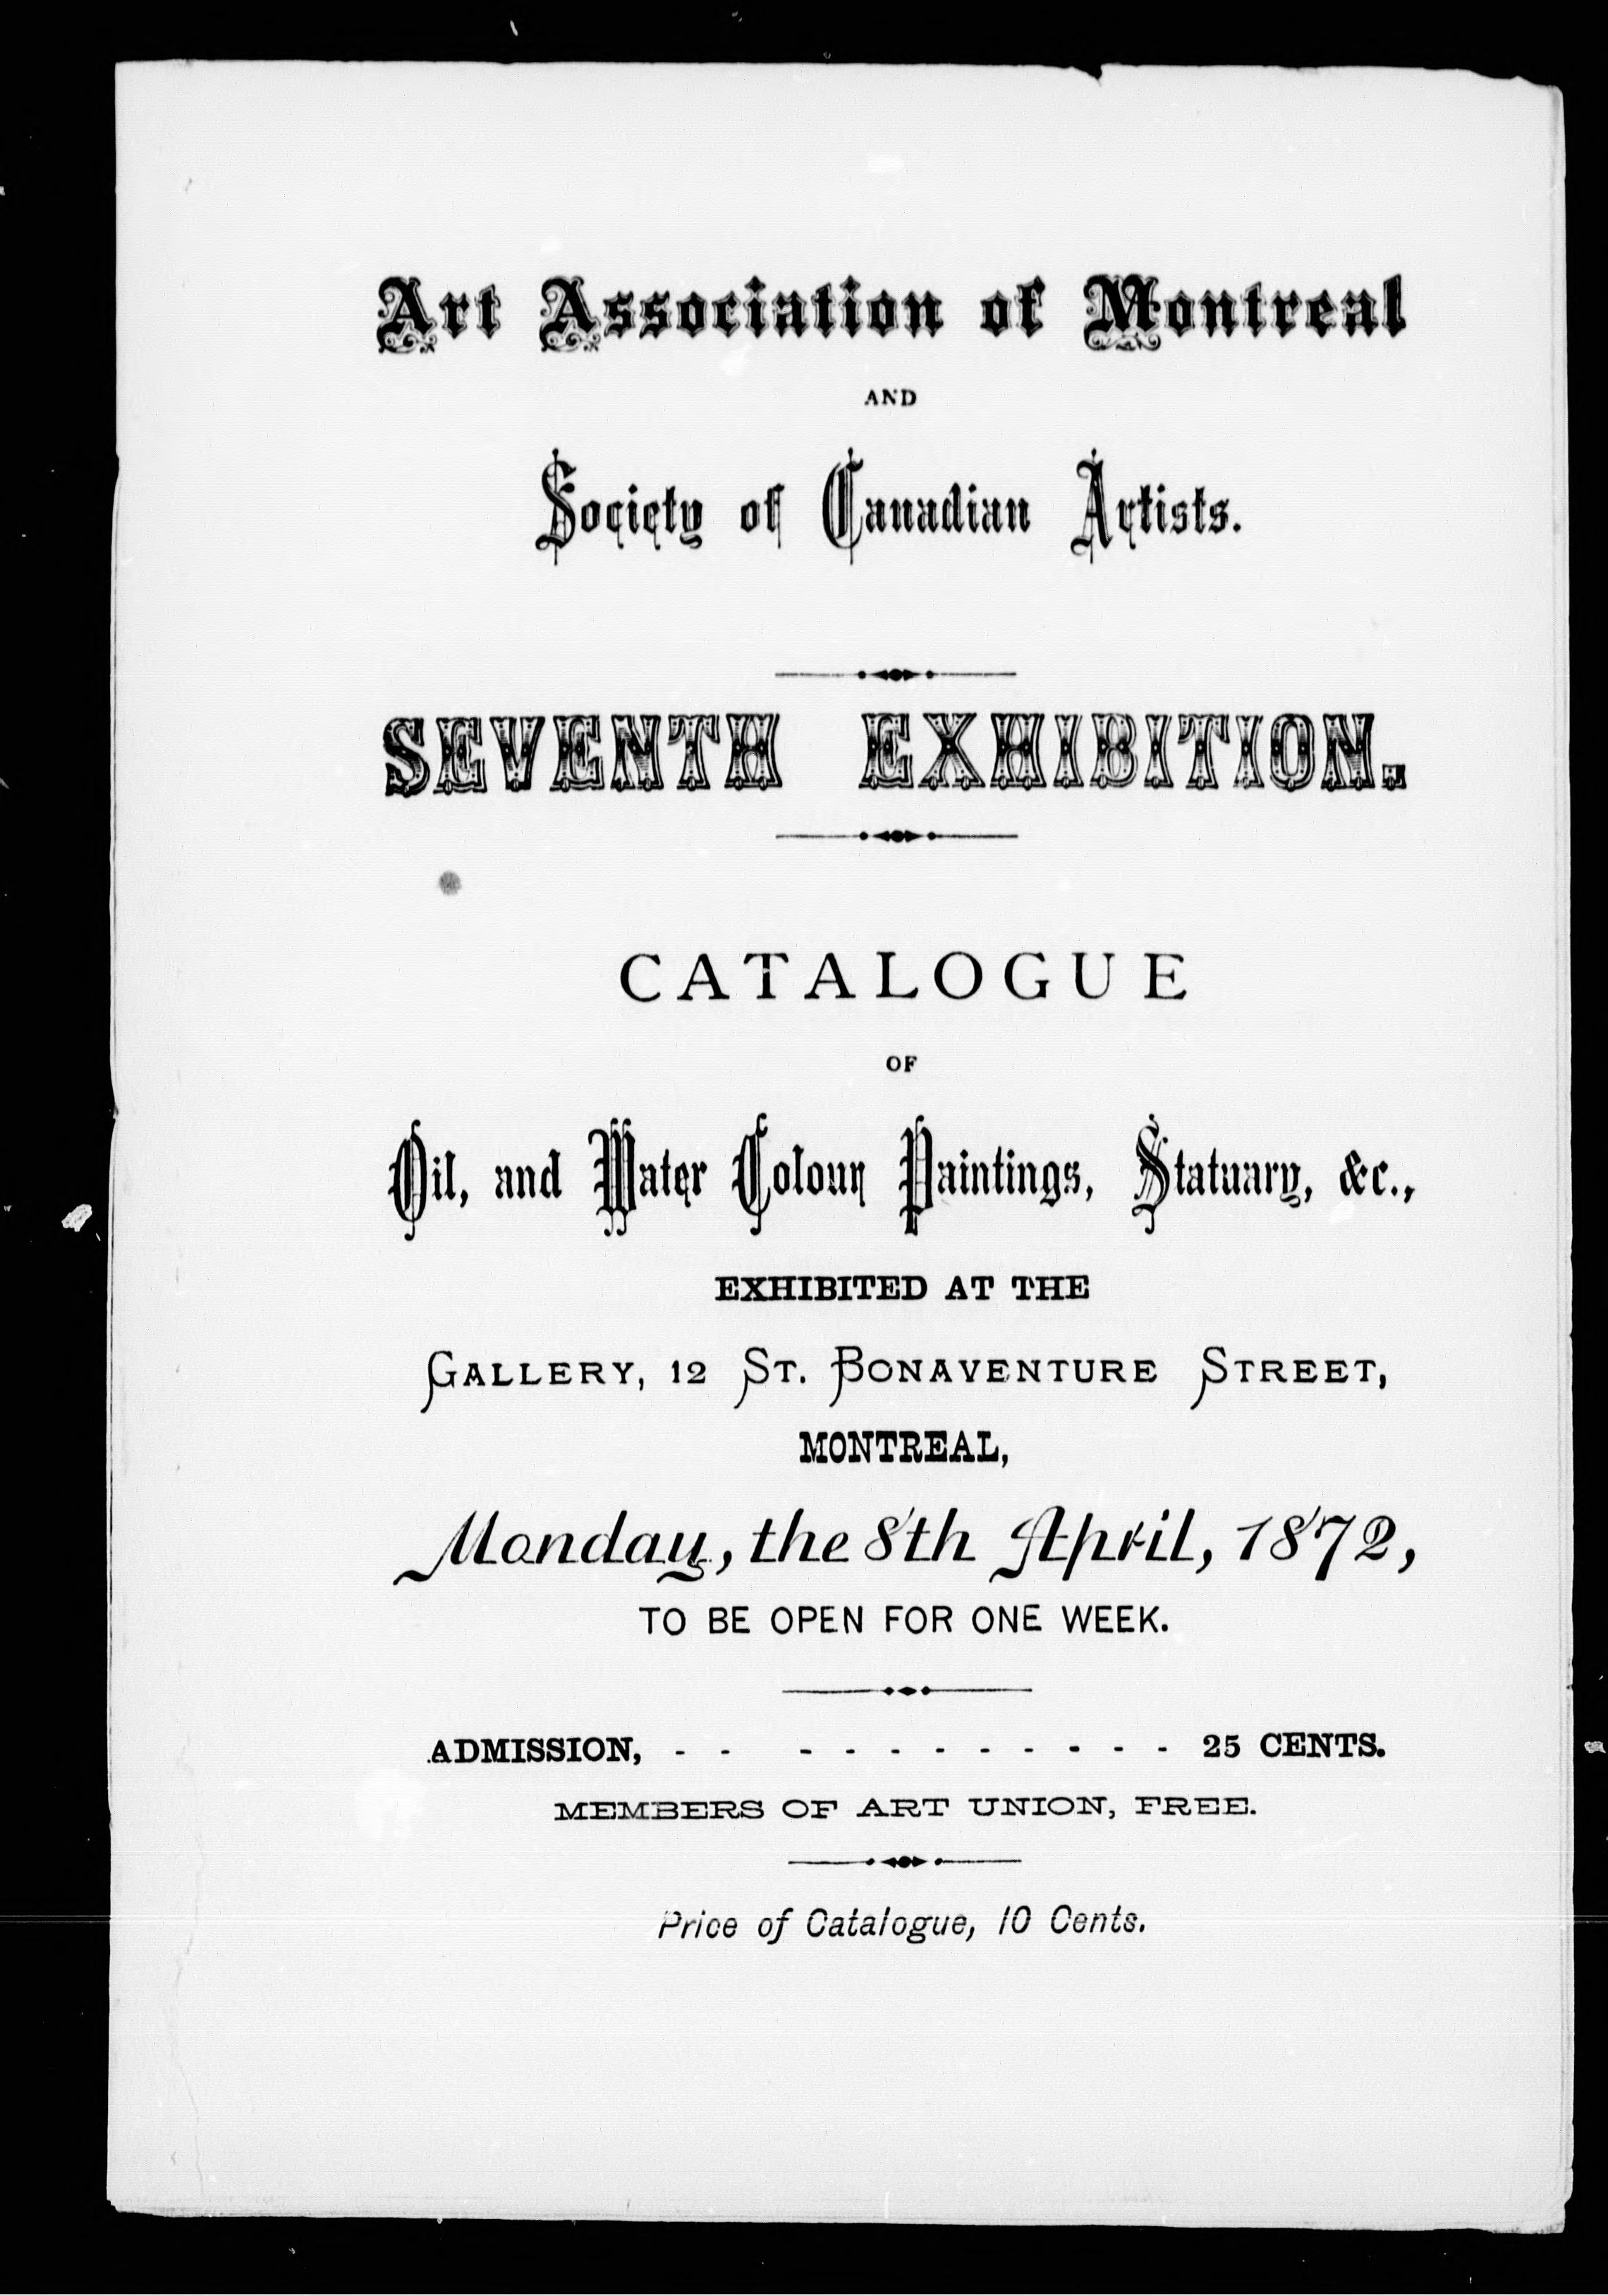 Art Association of Montreal
AND
Society of Canadian Artists.
SEVENTH EXHIBITION.
CATALOGUE
OF
Oil, and Water Colour Paintings, Statuary, &c.,
EXHIBITED AT THE
GALLERY, 12 ST. BONAVENTURE STREET,
MONTREAL,
Monday, the 8th April, 1872,
TO BE OPEN FOR ONE WEEK.
ADMISSION, - - - - - - - - - - - 25 CENTS.
MEMBERS OF ART UNION, FREE.
Price of Catalogue, 10 Cents.